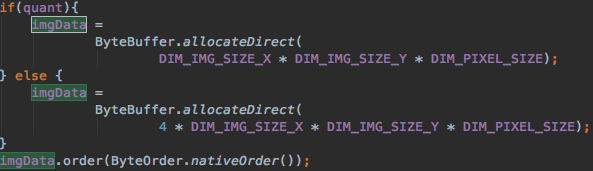 if(quant){
imgData =
ByteBuffer.allocateDirect(
DIM_IMG_SIZE_X * DIM_IMG_SIZE_Y * DIM_PIXEL_SIZE);
} else {
imgData =
ByteBuffer.allocateDirect(
4 * DIM_IMG_SIZE_X * DIM_IMG_SIZE_Y * DIM_PIXEL_SIZE);
}
imgData.order(ByteOrder.nativeOrder());